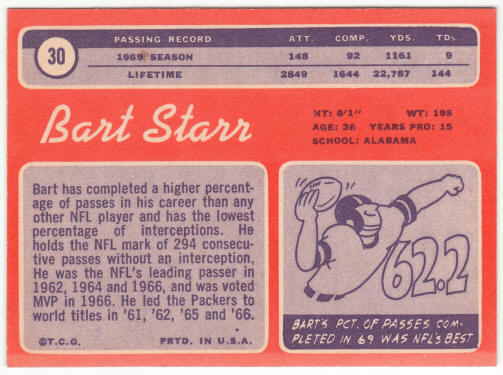 30
PASSING RECORD ATT. COMP. YDS. TDs
1969 SEASON 148 92 1161 9
LIFETIME 2849 1644 22,787 144
Bart Starr
HT: 6/1" WT: 195
AGE: 36 YEARS PRO: 15
SCHOOL: ALABAMA
Bart has completed a higher percent-
age of passes in his career than any
other NFL player and has the lowest
percentage of interceptions. He
holds the NFL mark of 294 consecu-
tive passes without an interception,
He was the NFL's leading passer in
1962, 1964 and 1966, and was voted
MVP in 1966. He led the Packers to
world titles in '61, '62, '65 and '66.
©T.C.G. PRTD. IN U.S.A.
62.2
BART'S PCT. OF PASSES COM-
PLETED IN 69 WAS NFL'S BEST